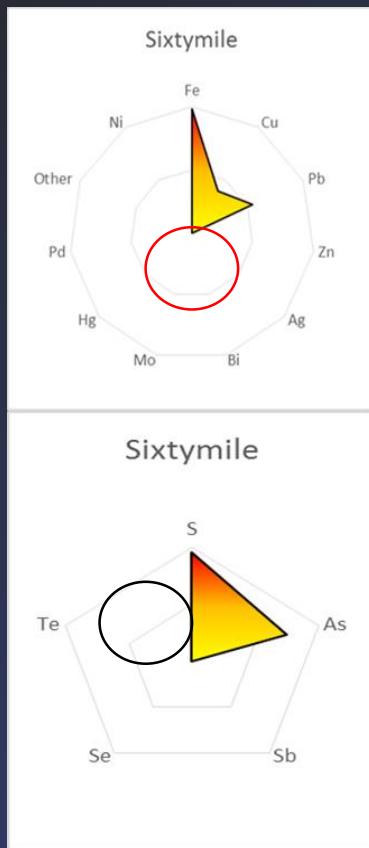 Sixtymile
Fe
Ni
Cu
Other
Pb
Pd
Zn
Hg
Ag
Mo
Bi
Sixtymile
S
Te
As
Se
Sb